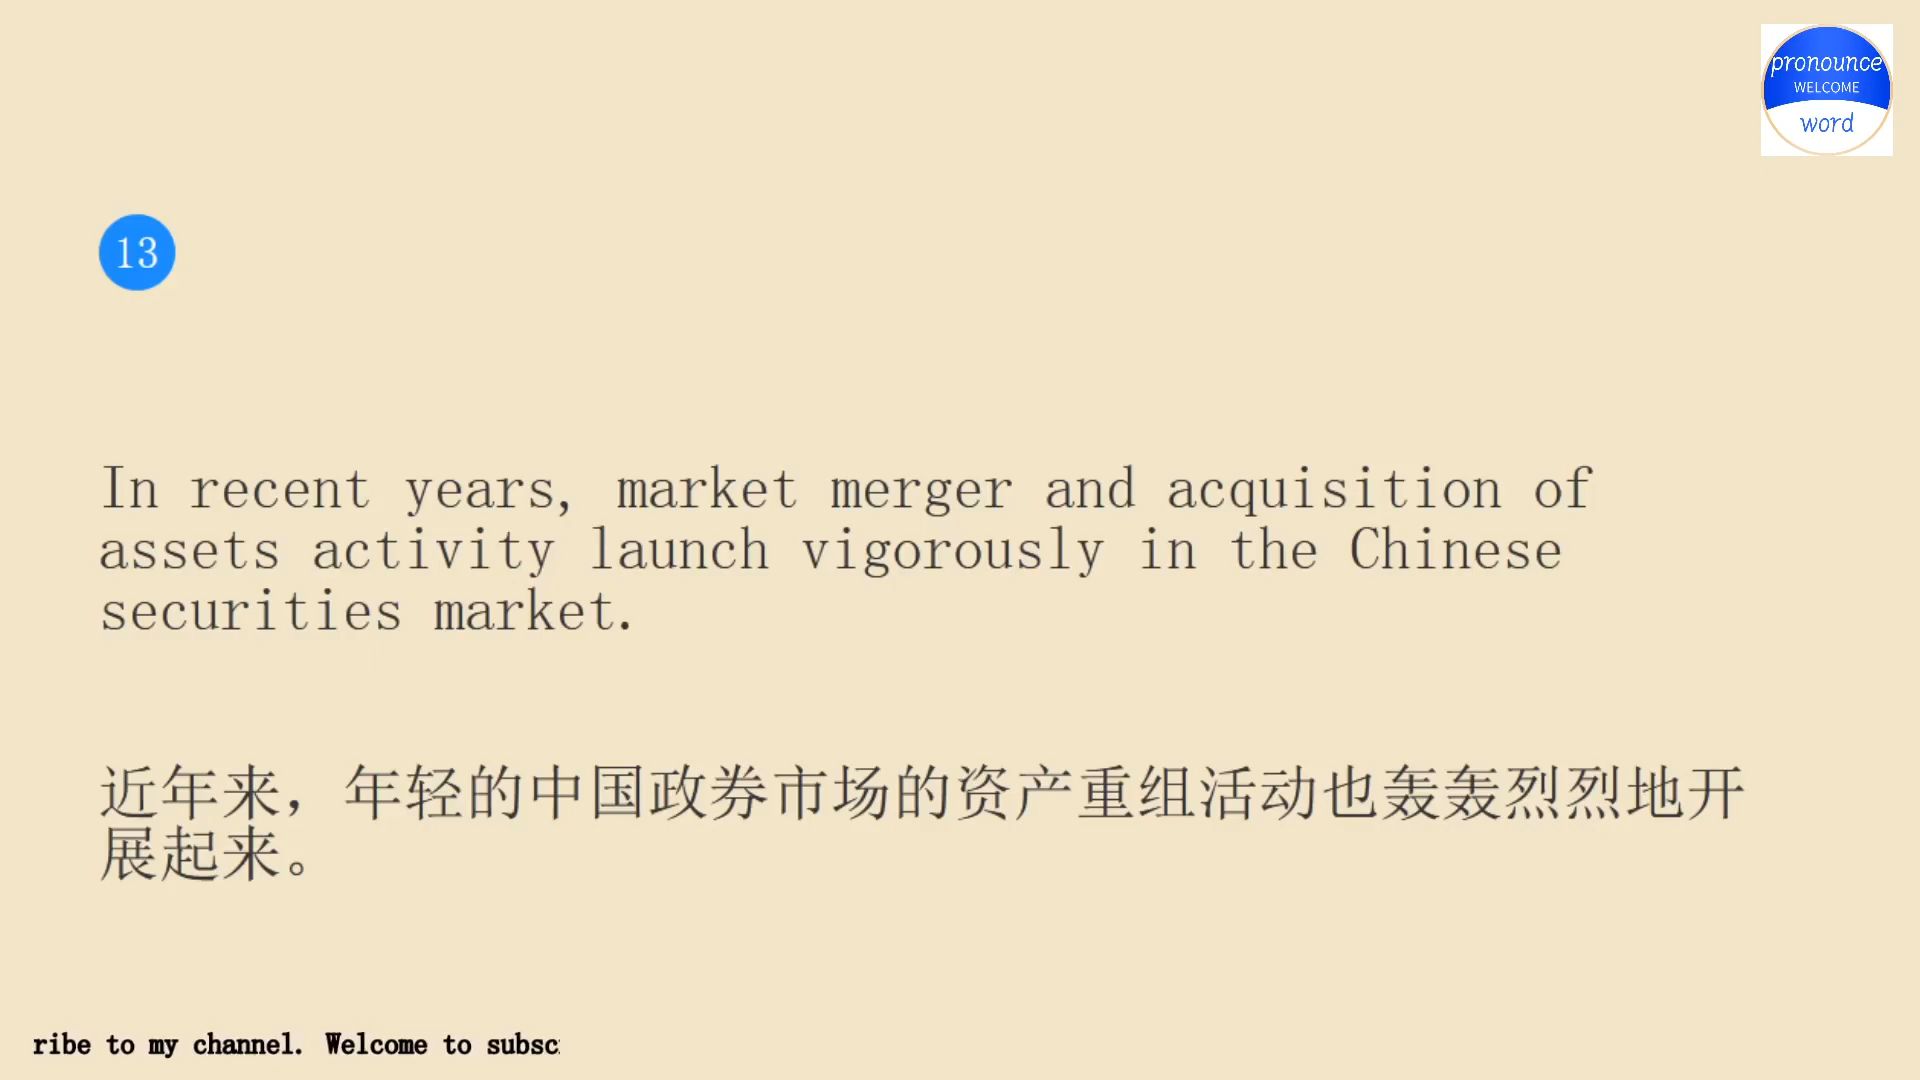 pronounce
WELCOME
word
13
In recent years, market merger and acquisition of
assets activity launch vigorously in the Chinese
securities market.
近年来，年轻的中国政券市场的资产重组活动也轰轰烈烈地开
展起来。
ribe to my channel. Welcome to subsc